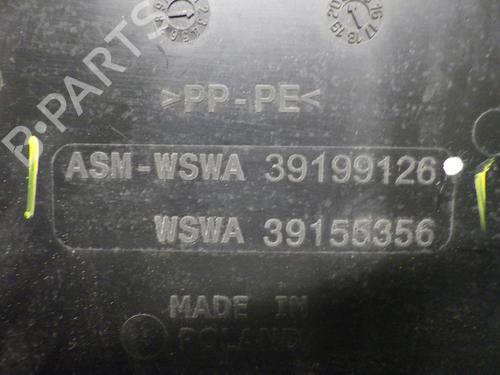 >PP-PE<
ASM-WSWA 39199126
WSWA 39155356
MADE IN
POLAND
B-PARTS